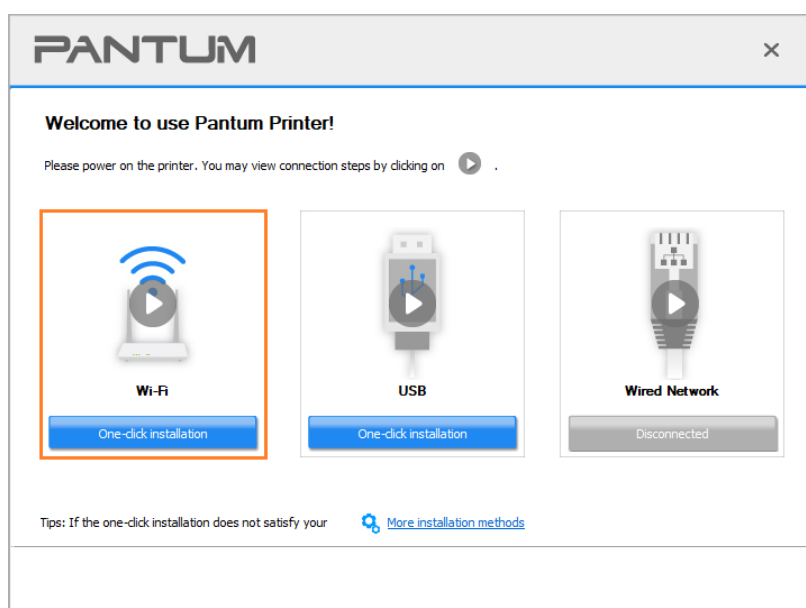 PANTUM
Welcome to use Pantum Printer!
Please power on the printer. You may view connection steps by clicking on .
Wi-Fi
USB
Wired Network
One-click installation
One-click installation
Disconnected
Tips: If the one-click installation does not satisfy your
More installation methods